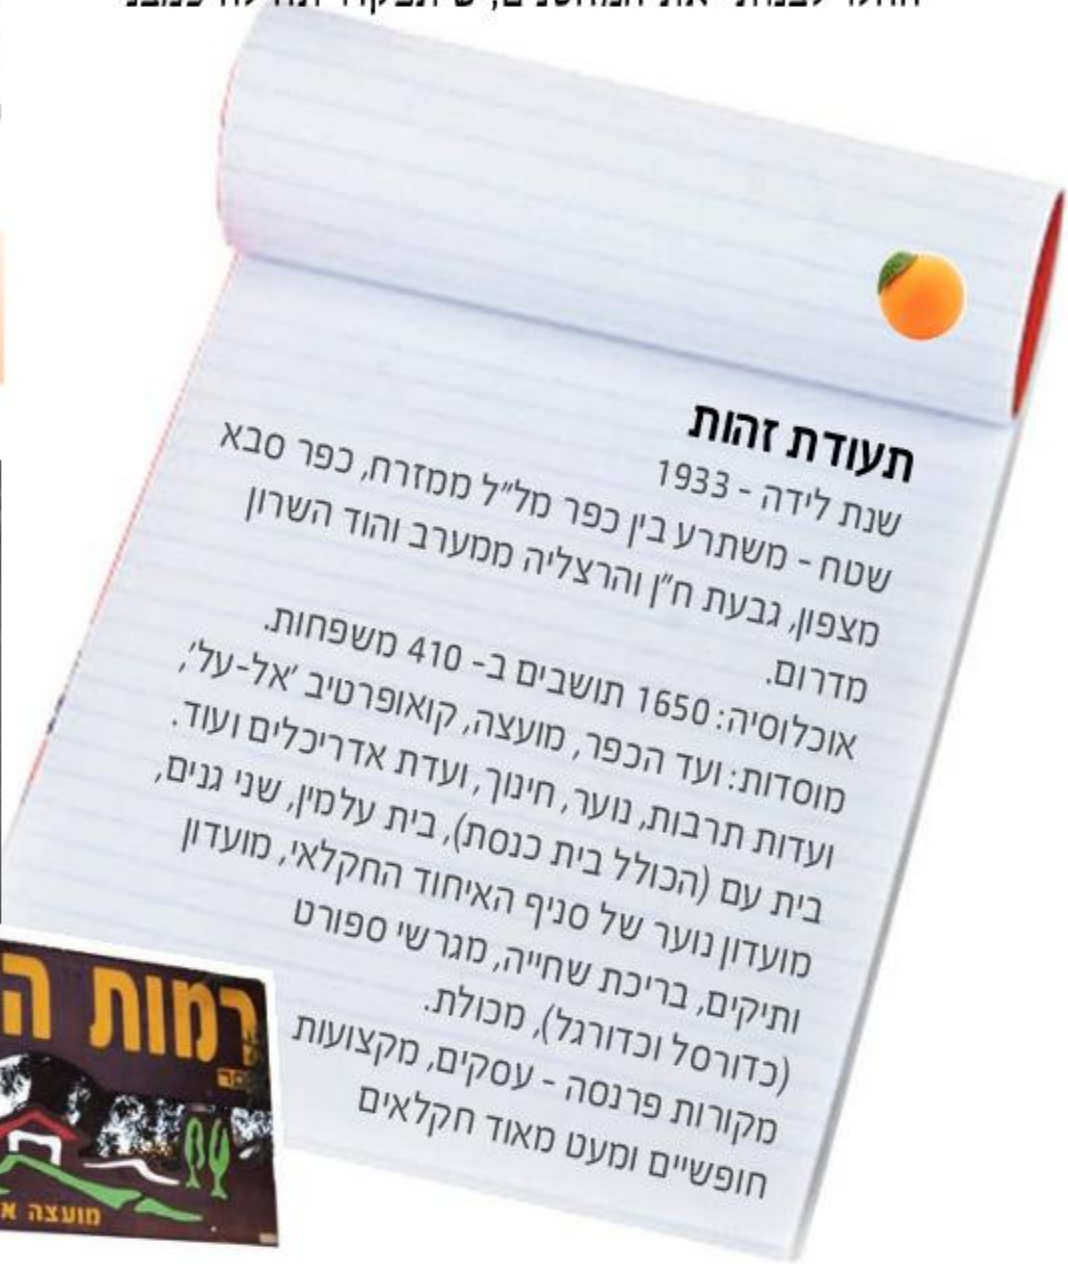 תעודת זהות
שנת לידה - 1933
שטח - משתרע בין כפר מל״ל ממזרח, כפר סבא
מצפון, גבעת ח״ן והרצליה ממערב והוד השרון
מדרום.
אוכלוסיה: 1650 תושבים ב- 410 משפחות.
מוסדות: ועד הכפר, מועצה, קואופרטיב 'אל-על',
ועדות תרבות, נוער, חינוך, ועדת אדריכלים ועוד.
בית עם (הכולל בית כנסת), בית עלמין, שני גנים,
מועדון נוער של סניף האיחוד החקלאי, מועדון
ותיקים, בריכת שחייה, מגרשי ספורט
(כדורסל וכדורגל), מכולת.
מקורות פרנסה - עסקים, מקצועות
חופשיים ומעט מאוד חקלאים
רמות ה
מועצה א